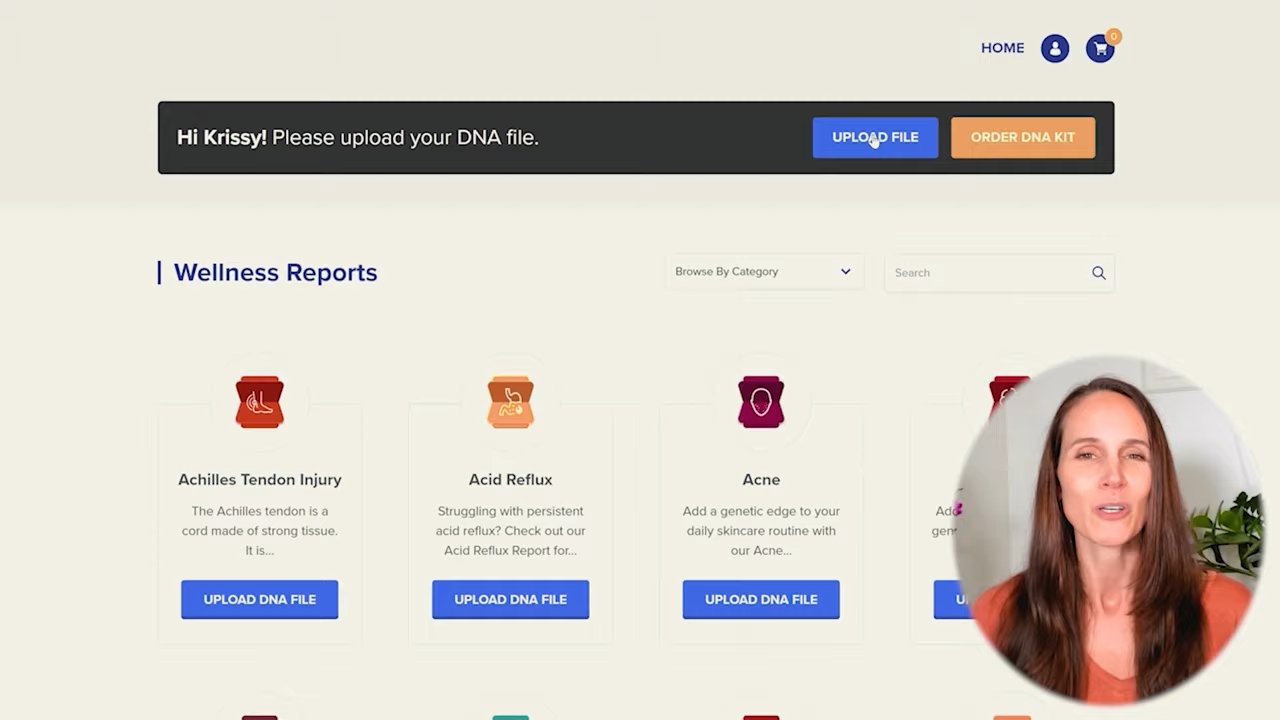 HOME
0
Hi Krissy! Please upload your DNA file.
UPLOAD FILE
ORDER DNA KIT
Wellness Reports
Browse By Category
Search
Achilles Tendon Injury
The Achilles tendon is a
cord made of strong tissue.
It is...
UPLOAD DNA FILE
Acid Reflux
Struggling with persistent
acid reflux? Check out our
Acid Reflux Report for...
UPLOAD DNA FILE
Acne
Add a genetic edge to your
daily skincare routine with
our Acne...
UPLOAD DNA FILE